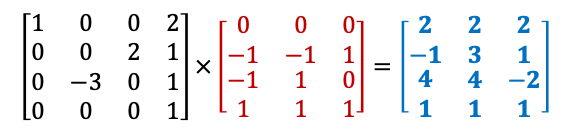 [1 0 0 2] × [0 0 0] = [2 2 2]
[0 0 2 1] [−1 −1 1] [−1 3 1]
[0 −3 0 1] [−1 1 0] [4 4 −2]
[0 0 0 1] [1 1 1] [1 1 1]